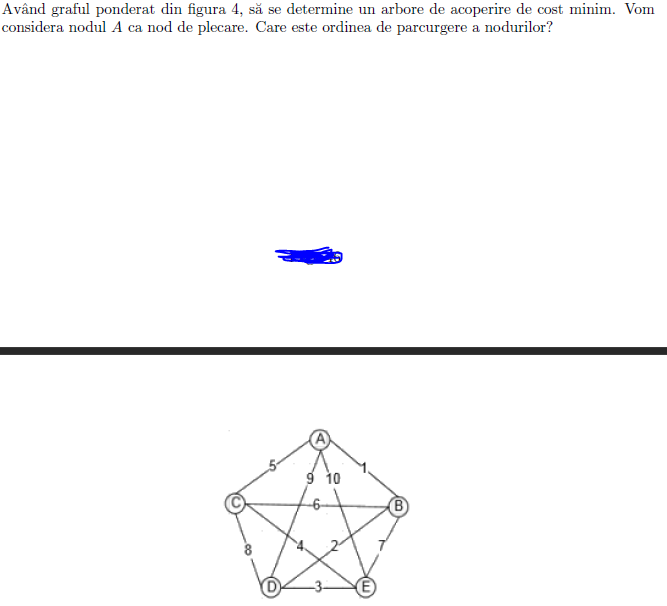 Având graful ponderat din figura 4, să se determine un arbore de acoperire de cost minim. Vom
considera nodul A ca nod de plecare. Care este ordinea de parcurgere a nodurilor?
A
5
1
9 10
C
6
B
8
4
2
7
D
3
E